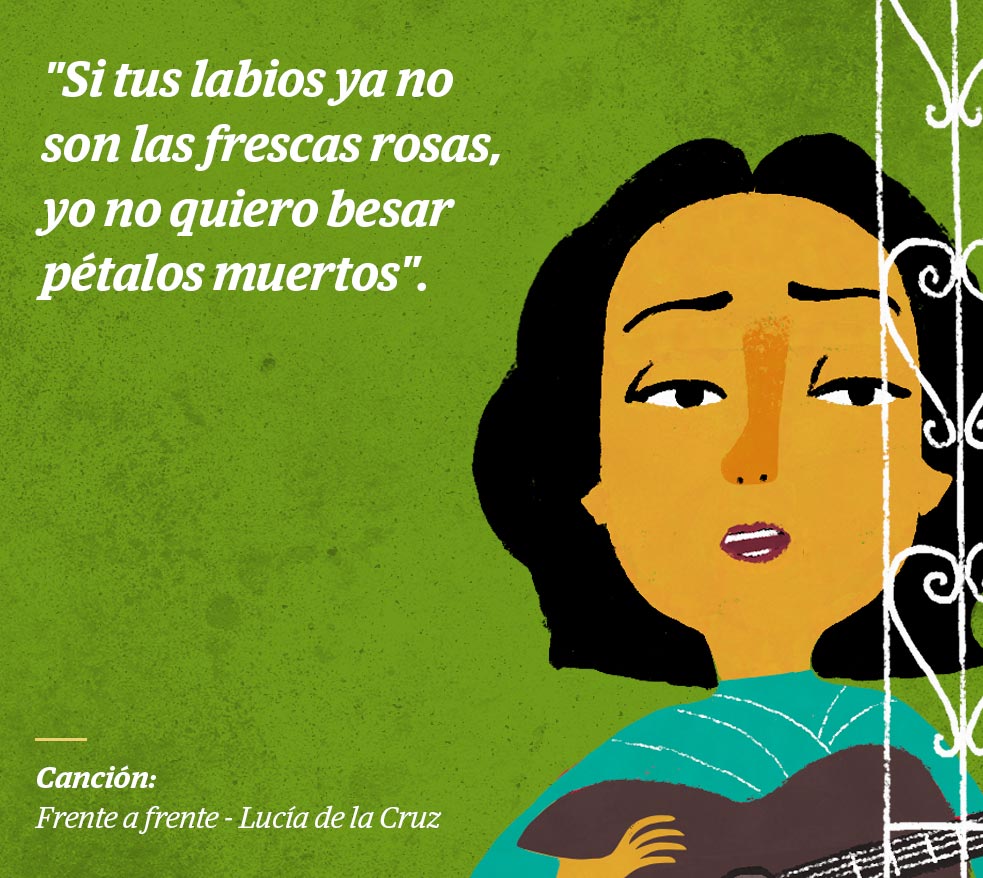 "Si tus labios ya no
son las frescas rosas,
yo no quiero besar
pétalos muertos".
Canción:
Frente a frente - Lucía de la Cruz